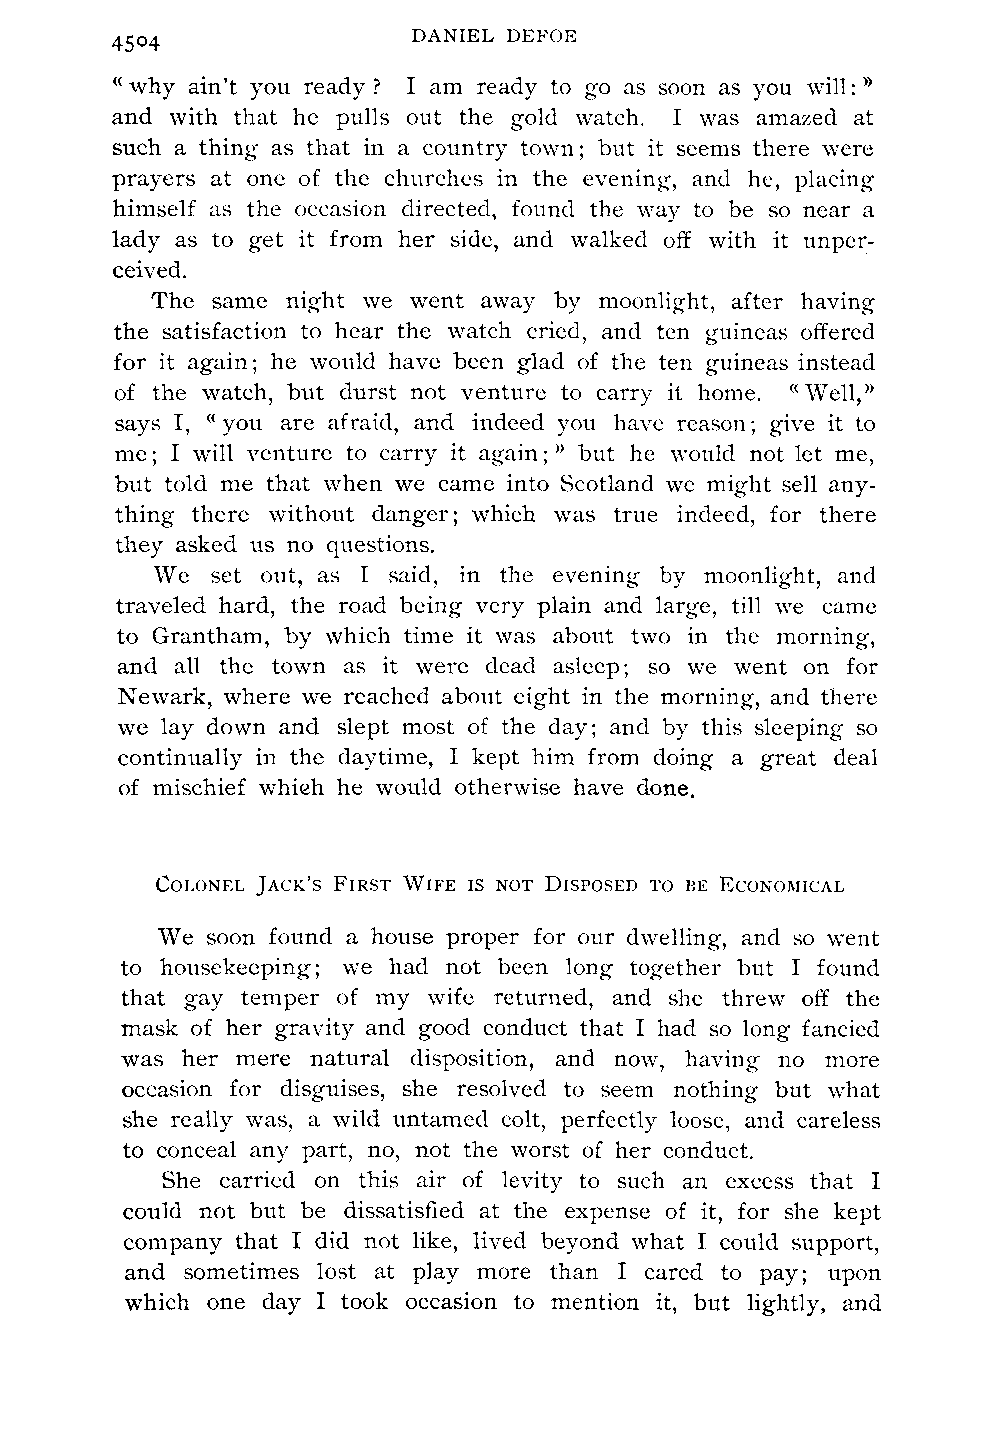 4504 DANIEL DEFOE
“why ain't you ready? I am ready to go as soon as you will:”
and with that he pulls out the gold watch. I was amazed at
such a thing as that in a country town; but it seems there were
prayers at one of the churches in the evening, and he, placing
himself as the occasion directed, found the way to be so near a
lady as to get it from her side, and walked off with it unper-
ceived.
The same night we went away by moonlight, after having
the satisfaction to hear the watch cried, and ten guineas offered
for it again; he would have been glad of the ten guineas instead
of the watch, but durst not venture to carry it home. “Well,”
says I, “you are afraid, and indeed you have reason; give it to
me; I will venture to carry it again;” but he would not let me,
but told me that when we came into Scotland we might sell any-
thing there without danger; which was true indeed, for there
they asked us no questions.
We set out, as I said, in the evening by moonlight, and
traveled hard, the road being very plain and large, till we came
to Grantham, by which time it was about two in the morning,
and all the town as it were dead asleep; so we went on for
Newark, where we reached about eight in the morning, and there
we lay down and slept most of the day; and by this sleeping so
continually in the daytime, I kept him from doing a great deal
of mischief which he would otherwise have done.
COLONEL JACK'S FIRST WIFE IS NOT DISPOSED TO BE ECONOMICAL
We soon found a house proper for our dwelling, and so went
to housekeeping; we had not been long together but I found
that gay temper of my wife returned, and she threw off the
mask of her gravity and good conduct that I had so long fancied
was her mere natural disposition, and now, having no more
occasion for disguises, she resolved to seem nothing but what
she really was, a wild untamed colt, perfectly loose, and careless
to conceal any part, no, not the worst of her conduct.
She carried on this air of levity to such an excess that I
could not but be dissatisfied at the expense of it, for she kept
company that I did not like, lived beyond what I could support,
and sometimes lost at play more than I cared to pay; upon
which one day I took occasion to mention it, but lightly, and